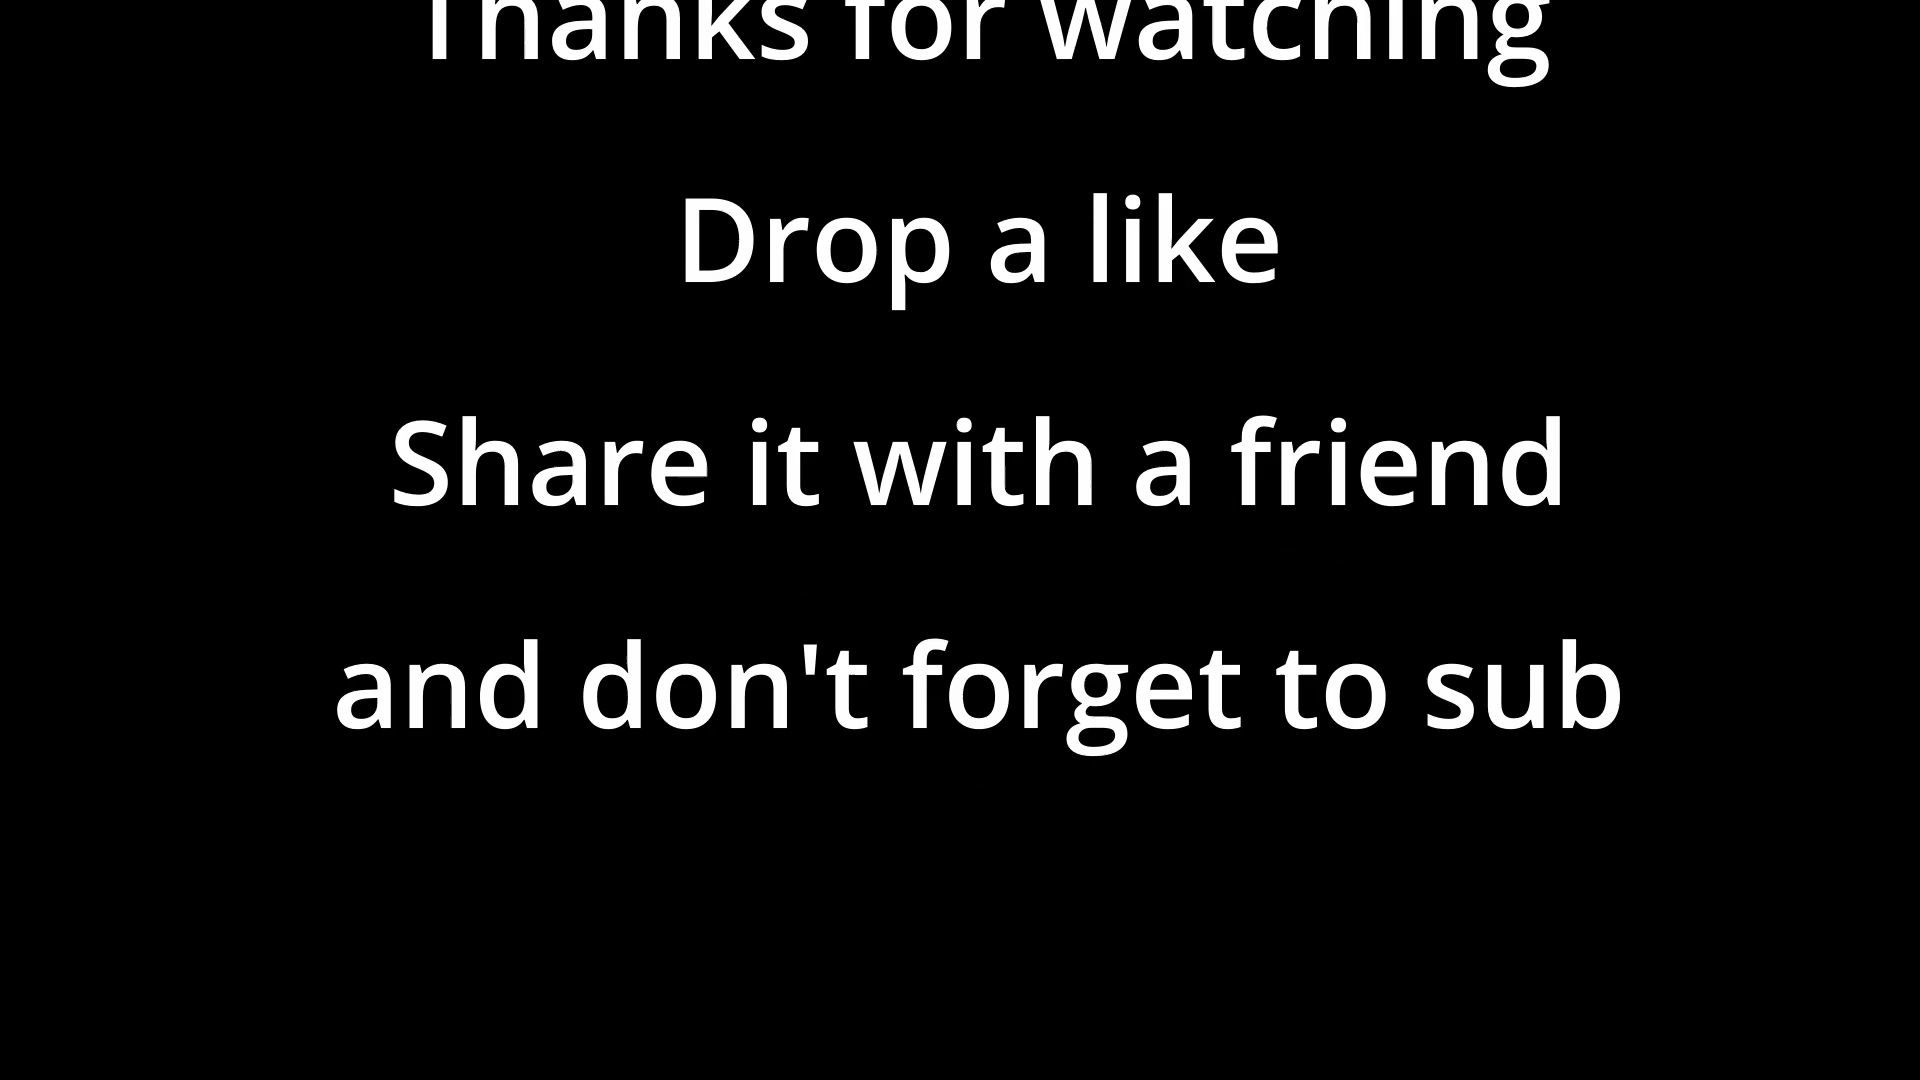 Thanks for watching
Drop a like
Share it with a friend
and don't forget to sub